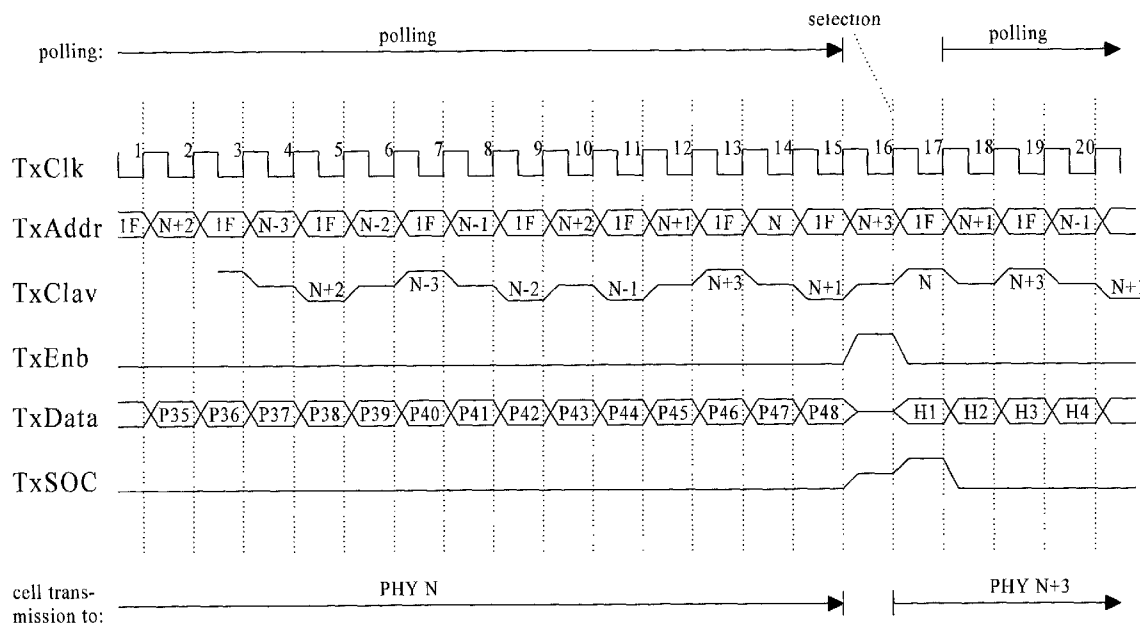 selection
polling: polling polling
TxClk 1 2 3 4 5 6 7 8 9 10 11 12 13 14 15 16 17 18 19 20
TxAddr 1F N+2 1F N-3 1F N-2 1F N-1 1F N+2 1F N+1 1F N 1F N+3 1F N+1 1F N-1
TxClav N+2 N-3 N-2 N-1 N+3 N+1 N N+3 N+1
TxEnb
TxData P35 P36 P37 P38 P39 P40 P41 P42 P43 P44 P45 P46 P47 P48 H1 H2 H3 H4
TxSOC
cell trans- PHY N PHY N+3
mission to: